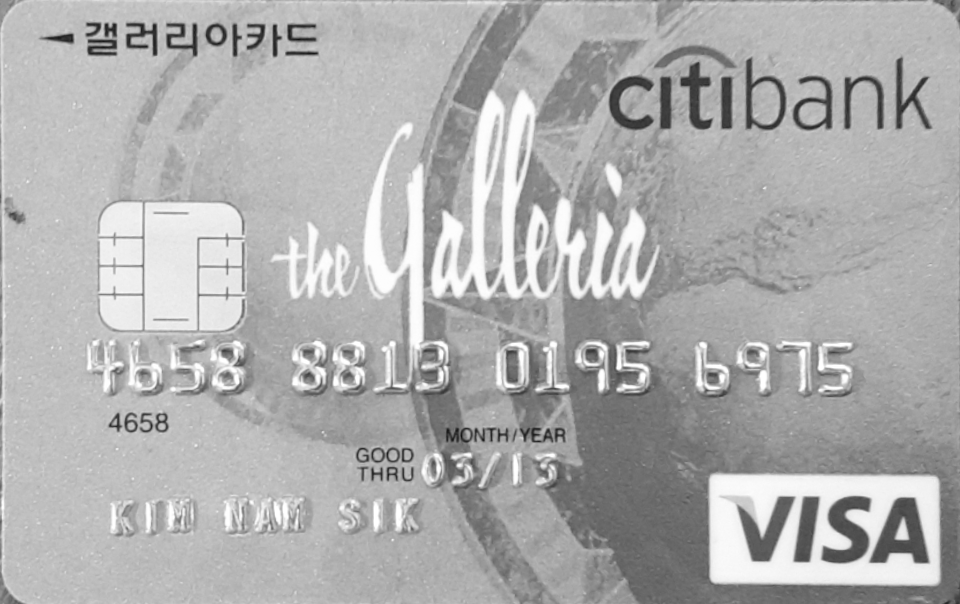 갤러리아카드
citibank
the Galleria
4658 8813 0195 6975
4658
MONTH/YEAR
GOOD THRU 03/13
KIM NAM SIK
VISA